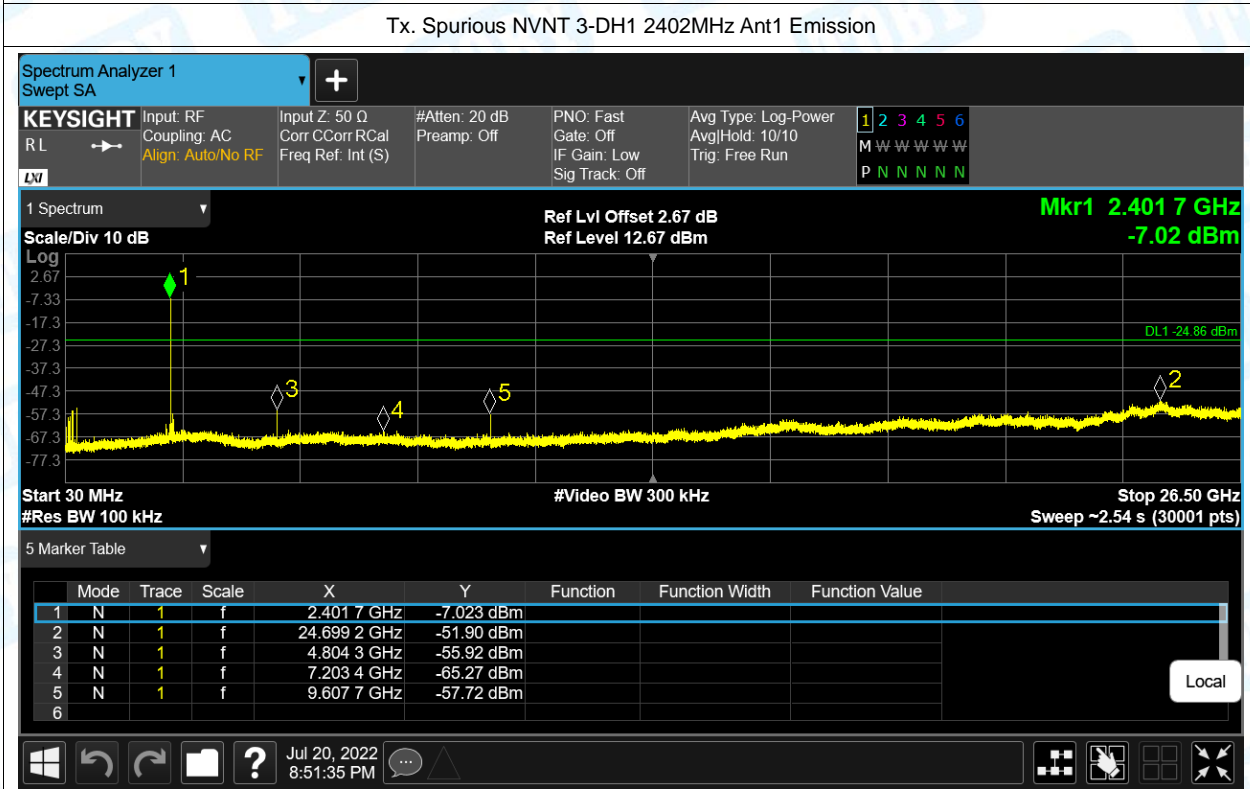 Tx. Spurious NVNT 3-DH1 2402MHz Ant1 Emission
Spectrum Analyzer 1
Swept SA
KEYSIGHT Input: RF Input Z: 50 Ω #Atten: 20 dB PNO: Fast Avg Type: Log-Power 1 2 3 4 5 6
RL Coupling: AC Corr CCorr RCal Preamp: Off Gate: Off Avg|Hold: 10/10 M W W W W W
Align: Auto/No RF Freq Ref: Int (S) IF Gain: Low Trig: Free Run
LXI Sig Track: Off P N N N N N
1 Spectrum Ref Lvl Offset 2.67 dB Mkr1 2.401 7 GHz
Scale/Div 10 dB Ref Level 12.67 dBm -7.02 dBm
Log
2.67
1
-7.33
-17.3
DL1 -24.86 dBm
-27.3
-37.3
2
-47.3
3
5
-57.3
4
-67.3
-77.3
Start 30 MHz #Video BW 300 kHz Stop 26.50 GHz
#Res BW 100 kHz Sweep ~2.54 s (30001 pts)
5 Marker Table
Mode Trace Scale X Y Function Function Width Function Value
1 N 1 f 2.401 7 GHz -7.023 dBm
2 N 1 f 24.699 2 GHz -51.90 dBm
3 N 1 f 4.804 3 GHz -55.92 dBm
4 N 1 f 7.203 4 GHz -65.27 dBm
5 N 1 f 9.607 7 GHz -57.72 dBm
6
Local
? Jul 20, 2022
8:51:35 PM